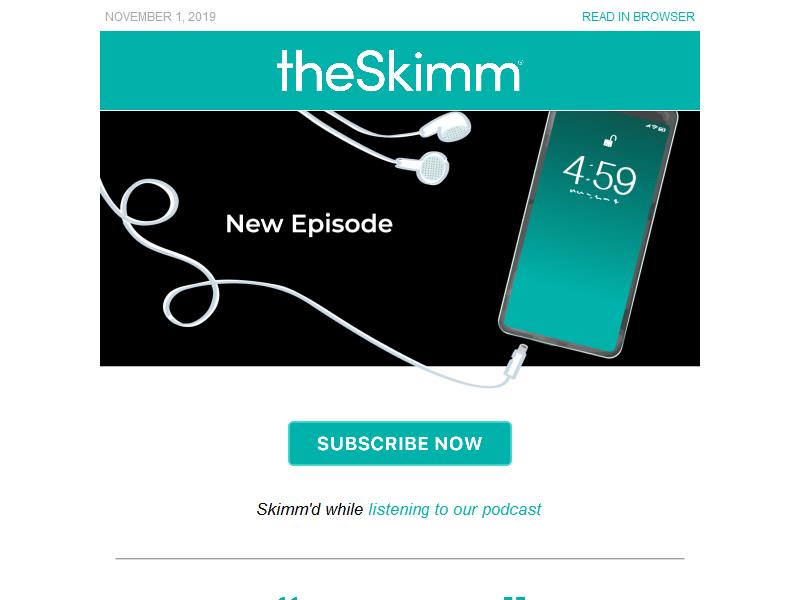 NOVEMBER 1, 2019
READ IN BROWSER
theSkimm®
New Episode
4:59
SUBSCRIBE NOW
Skimm'd while listening to our podcast